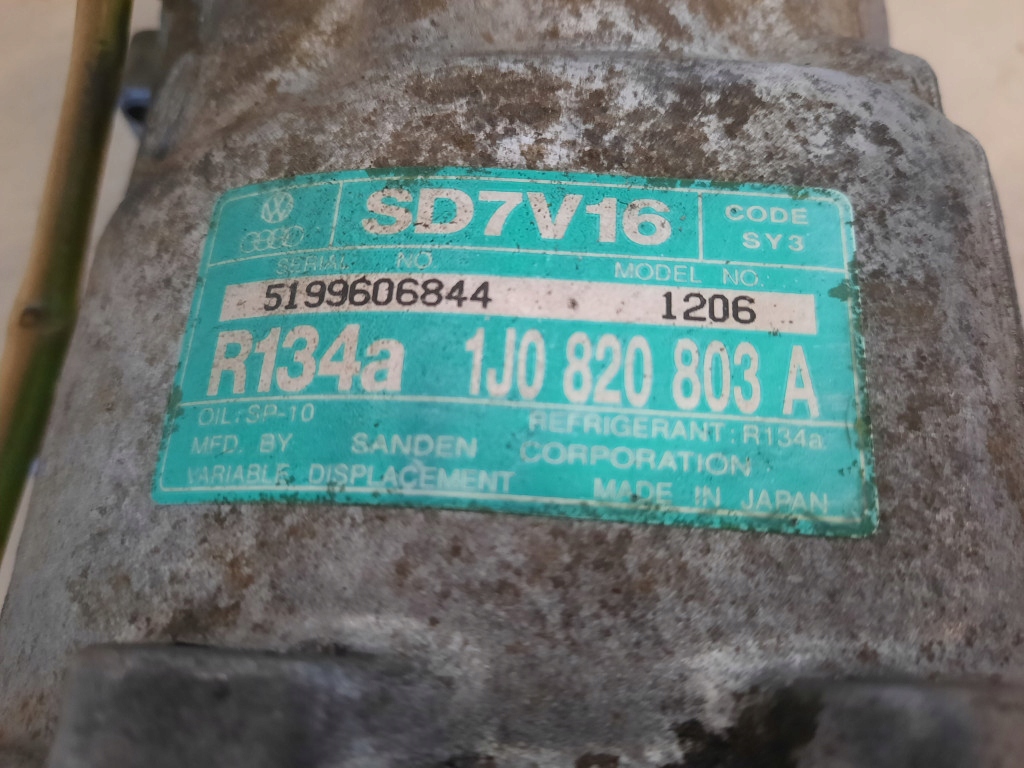 SD7V16
CODE
SY3
SERIAL NO.
MODEL NO.
5199606844 1206
R134a 1J0 820 803 A
OIL:SP-10 REFRIGERANT:R134a
MFD. BY SANDEN CORPORATION
VARIABLE DISPLACEMENT MADE IN JAPAN